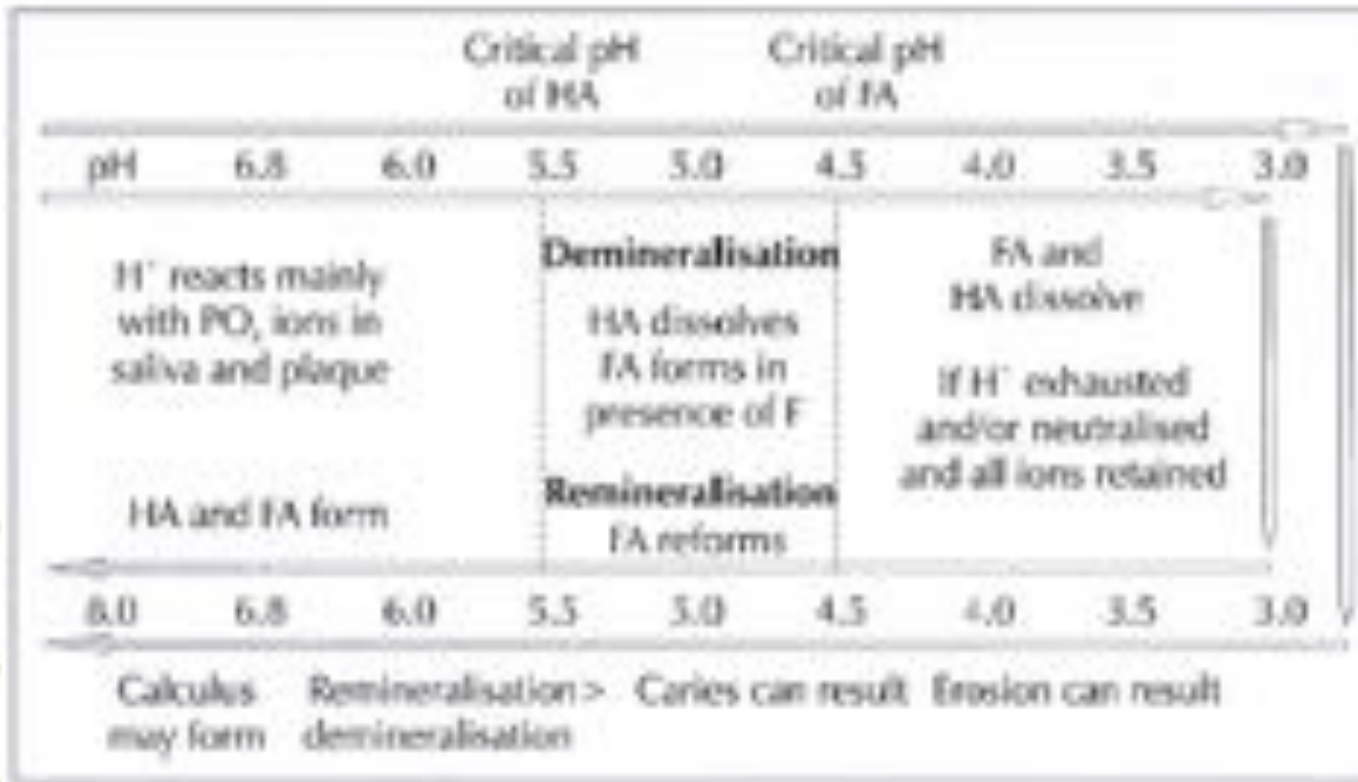 Critical pH
of HA
Critical pH
of FA
pH 6.8 6.0 5.5 5.0 4.5 4.0 3.5 3.0
H⁺ reacts mainly
with PO₄ ions in
saliva and plaque
HA and FA form
Demineralisation
HA dissolves
FA forms in
presence of F
Remineralisation
FA reforms
FA and
HA dissolve
If H⁺ exhausted
and/or neutralised
and all ions retained
8.0 6.8 6.0 5.5 5.0 4.5 4.0 3.5 3.0
Calculus
may form
Remineralisation >
demineralisation
Caries can result
Erosion can result